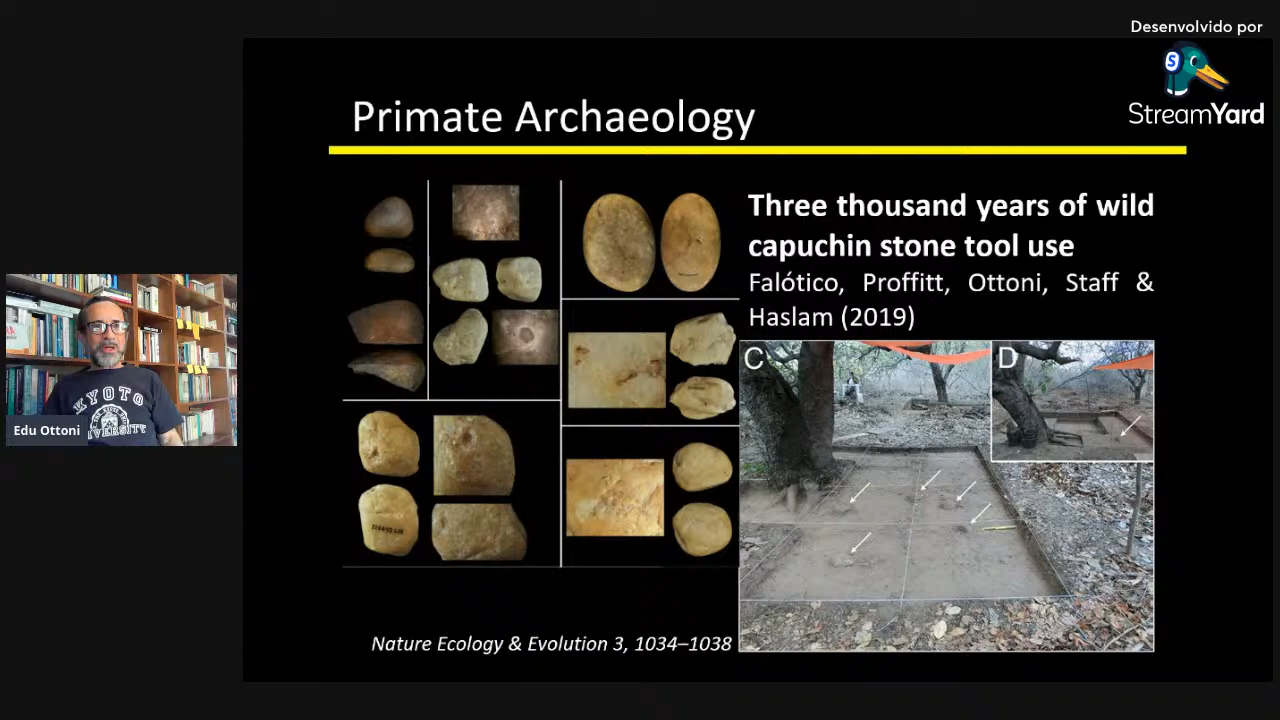 Desenvolvido por
S
StreamYard
Primate Archaeology
Three thousand years of wild
capuchin stone tool use
Falótico, Proffitt, Ottoni, Staff &
Haslam (2019)
C
D
KYOTO
Edu Ottoni
Nature Ecology & Evolution 3, 1034–1038